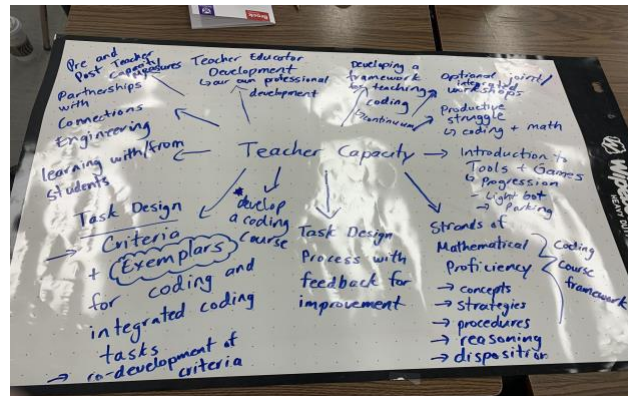 Pre and
Post Teacher
Capacity Measures
Partnerships
with
Connections
Engineering
learning with/from
students
Teacher Educator
Development
↳ our own professional
development
Developing a
framework
for teaching
coding
↳ continuum
Optional joint/
integrated
workshops
Productive
struggle
↳ coding + math
Teacher Capacity
→ Introduction to
Tools + Games
↳ Progression
- Light bot
→ Parking
Task Design
→ Criteria
+ Exemplars
for coding and
integrated coding
tasks
→ co-development of
criteria
* develop
a coding
course
Task Design
Process with
feedback for
improvement
Strands of
Mathematical
Proficiency
→ concepts
→ strategies
→ procedures
→ reasoning
→ disposition
Coding
course
framework